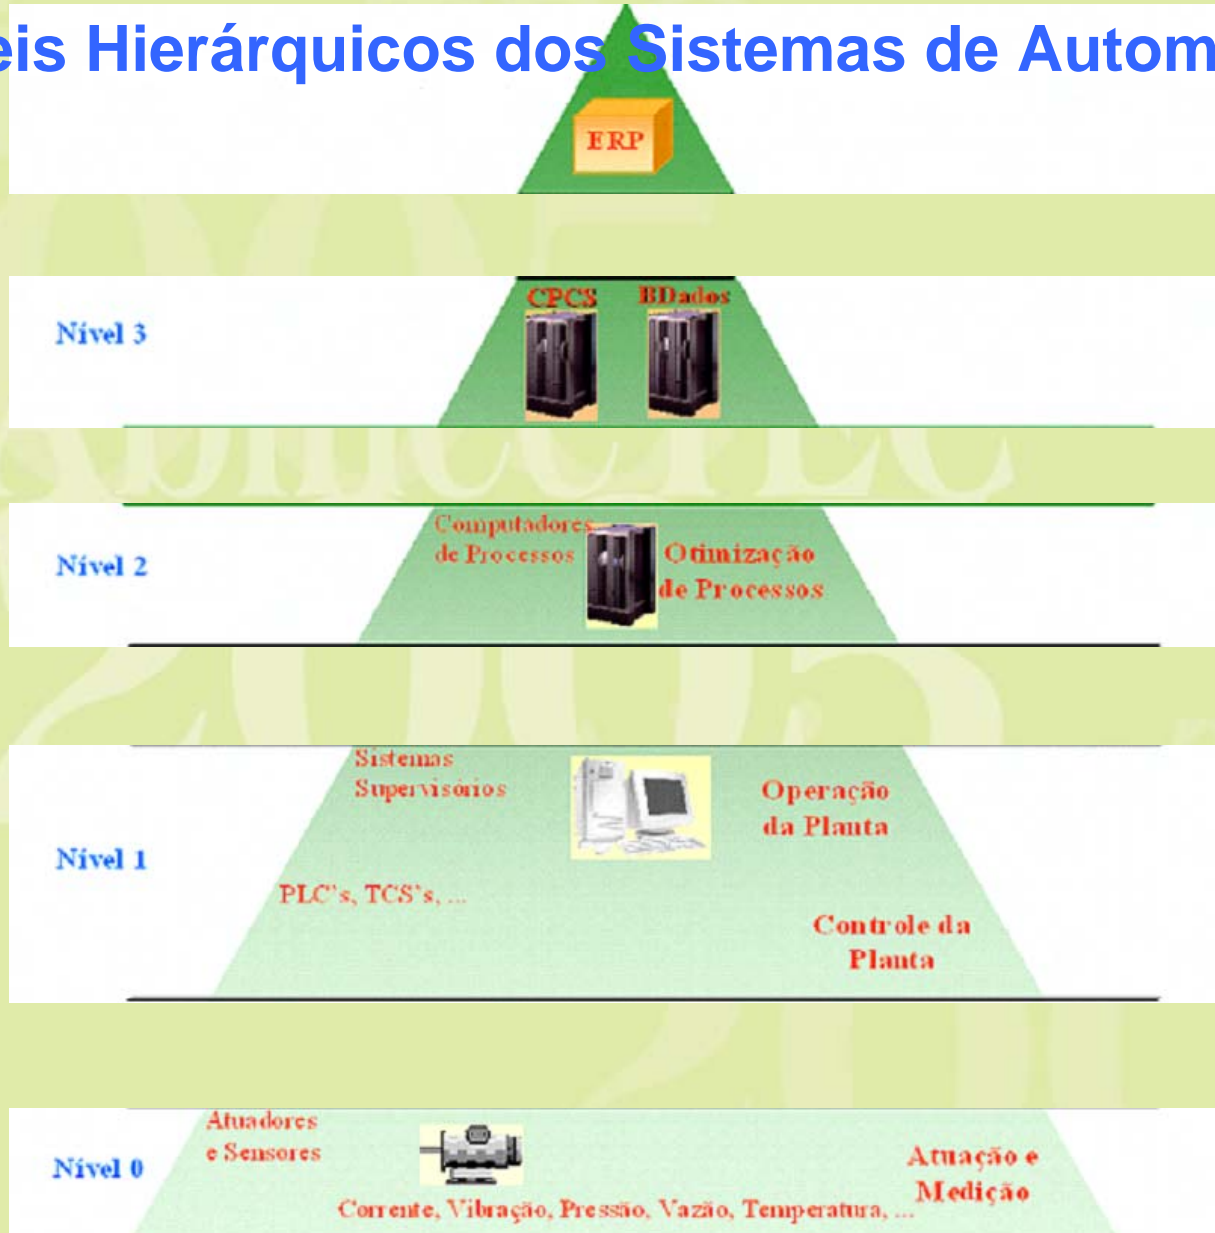 eis Hierárquicos dos Sistemas de Autom
ERP
CPCS BDados
Nível 3
Computadores
de Processos
Otimização
de Processos
Nível 2
Sistemas
Supervisórios
Operação
da Planta
Nível 1
PLC's, TCS's, ...
Controle da
Planta
Atuadores
e Sensores
Nível 0
Atuação e
Medição
Corrente, Vibração, Pressão, Vazão, Temperatura, ...
AbineeTEC
2005